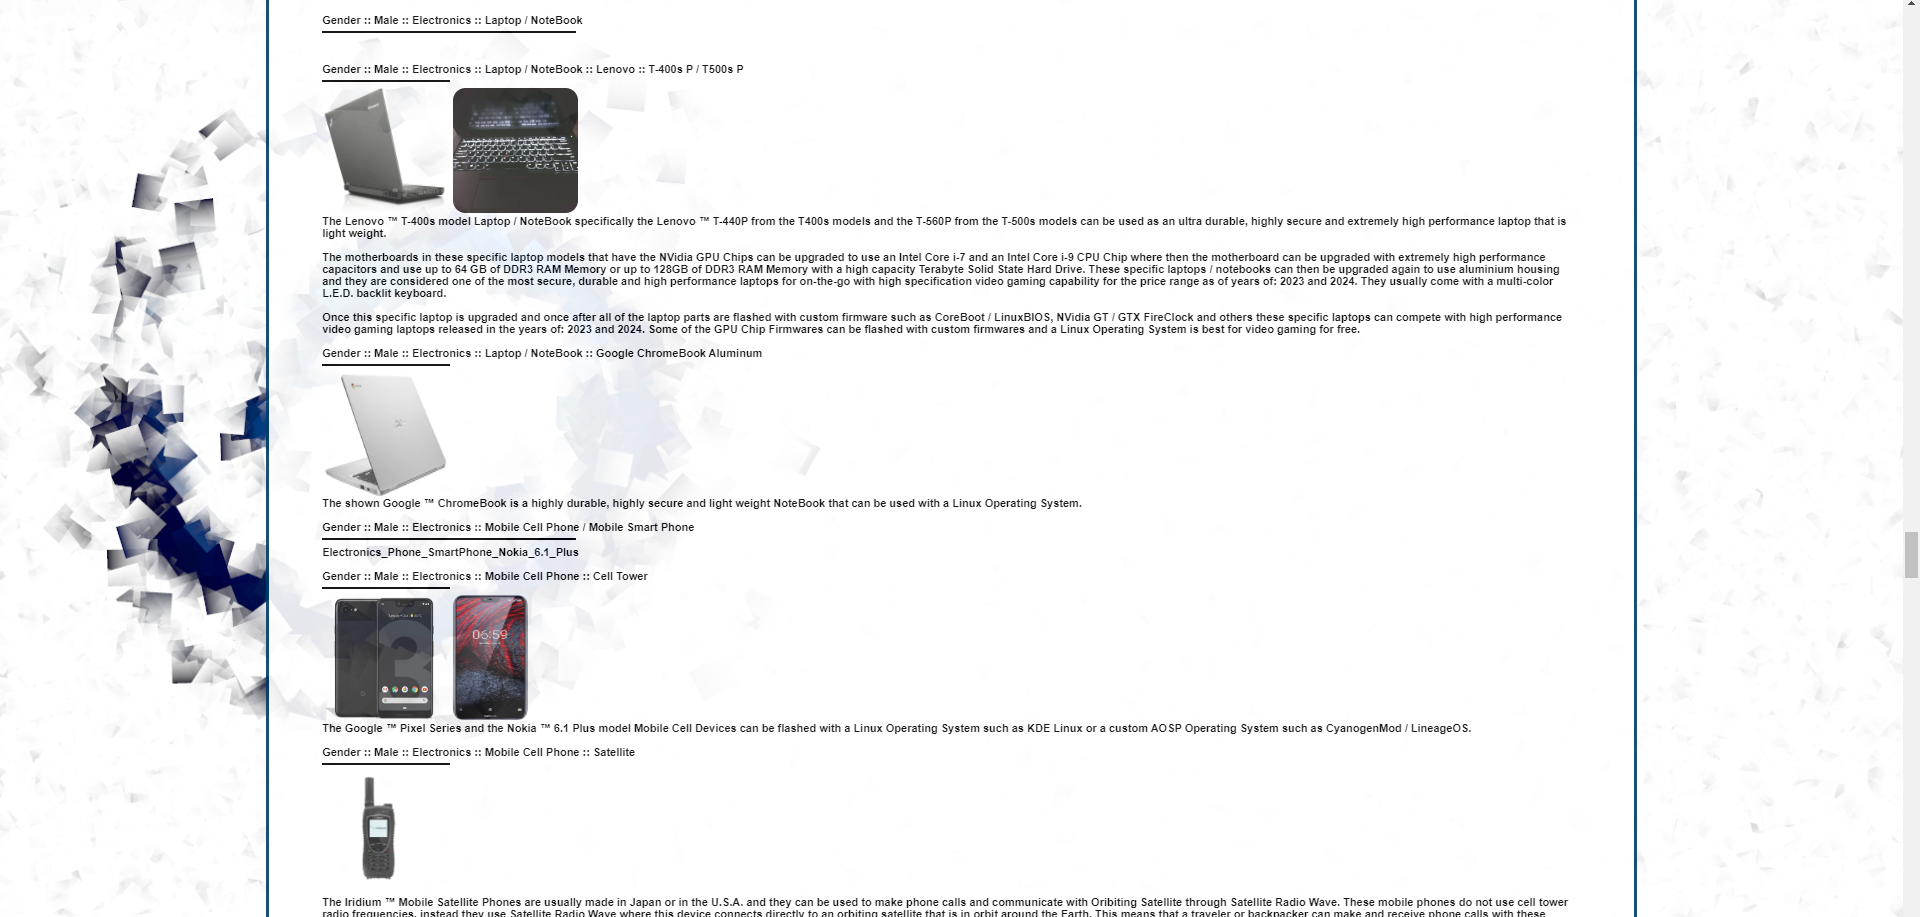 Gender :: Male :: Electronics :: Laptop / NoteBook
Gender :: Male :: Electronics :: Laptop / NoteBook :: Lenovo :: T-400s P / T500s P
The Lenovo ™ T-400s model Laptop / NoteBook specifically the Lenovo ™ T-440P from the T400s models and the T-560P from the T-500s models can be used as an ultra durable, highly secure and extremely high performance laptop that is
light weight.
The motherboards in these specific laptop models that have the NVidia GPU Chips can be upgraded to use an Intel Core i-7 and an Intel Core i-9 CPU Chip where then the motherboard can be upgraded with extremely high performance
capacitors and use up to 64 GB of DDR3 RAM Memory or up to 128GB of DDR3 RAM Memory with a high capacity Terabyte Solid State Hard Drive. These specific laptops / notebooks can then be upgraded again to use aluminium housing
and they are considered one of the most secure, durable and high performance laptops for on-the-go with high specification video gaming capability for the price range as of years of: 2023 and 2024. They usually come with a multi-color
L.E.D. backlit keyboard.
Once this specific laptop is upgraded and once after all of the laptop parts are flashed with custom firmware such as CoreBoot / LinuxBIOS, NVidia GT / GTX FireClock and others these specific laptops can compete with high performance
video gaming laptops released in the years of: 2023 and 2024. Some of the GPU Chip Firmwares can be flashed with custom firmwares and a Linux Operating System is best for video gaming for free.
Gender :: Male :: Electronics :: Laptop / NoteBook :: Google ChromeBook Aluminum
The shown Google ™ ChromeBook is a highly durable, highly secure and light weight NoteBook that can be used with a Linux Operating System.
Gender :: Male :: Electronics :: Mobile Cell Phone / Mobile Smart Phone
Electronics_Phone_SmartPhone_Nokia_6.1_Plus
Gender :: Male :: Electronics :: Mobile Cell Phone :: Cell Tower
06:59
The Google ™ Pixel Series and the Nokia ™ 6.1 Plus model Mobile Cell Devices can be flashed with a Linux Operating System such as KDE Linux or a custom AOSP Operating System such as CyanogenMod / LineageOS.
Gender :: Male :: Electronics :: Mobile Cell Phone :: Satellite
The Iridium ™ Mobile Satellite Phones are usually made in Japan or in the U.S.A. and they can be used to make phone calls and communicate with Oribiting Satellite through Satellite Radio Wave. These mobile phones do not use cell tower
radio frequencies, instead they use Satellite Radio Wave where this device connects directly to an orbiting satellite that is in orbit around the Earth. This means that a traveler or backpacker can make and receive phone calls with these